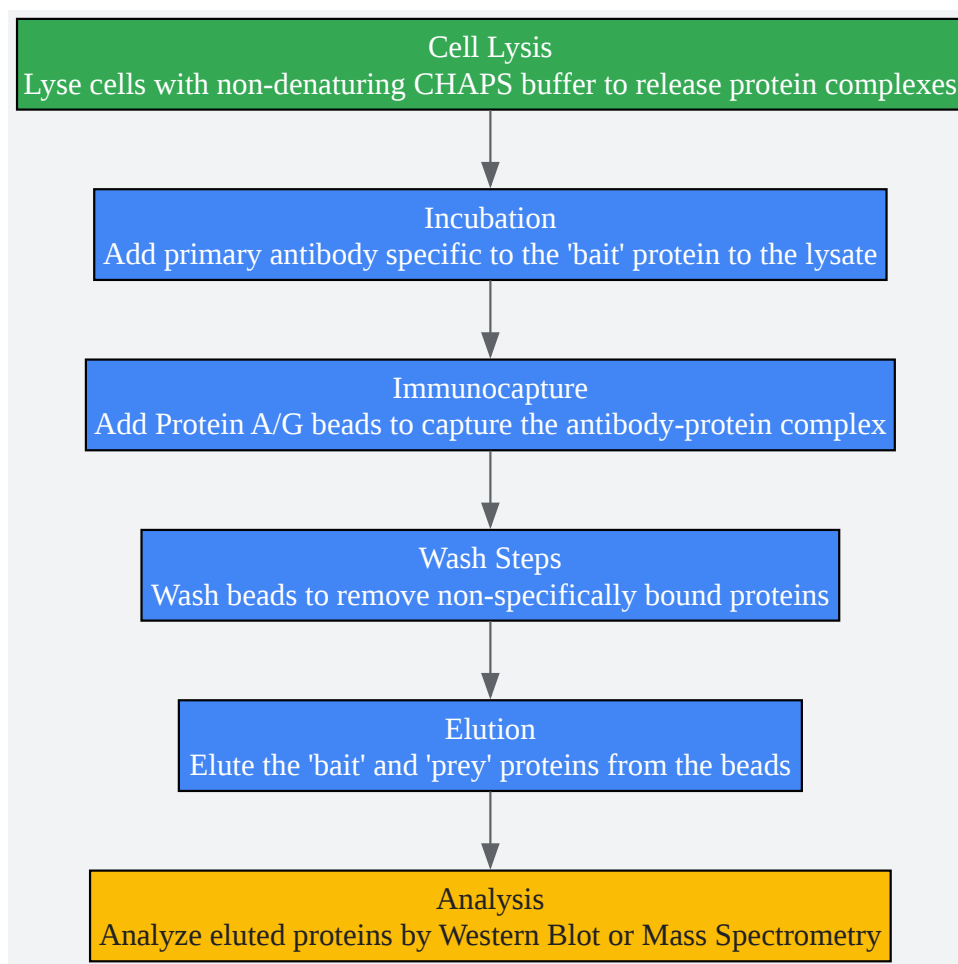 Cell Lysis
Lyse cells with non-denaturing CHAPS buffer to release protein complexes
Incubation
Add primary antibody specific to the 'bait' protein to the lysate
Immunocapture
Add Protein A/G beads to capture the antibody-protein complex
Wash Steps
Wash beads to remove non-specifically bound proteins
Elution
Elute the 'bait' and 'prey' proteins from the beads
Analysis
Analyze eluted proteins by Western Blot or Mass Spectrometry